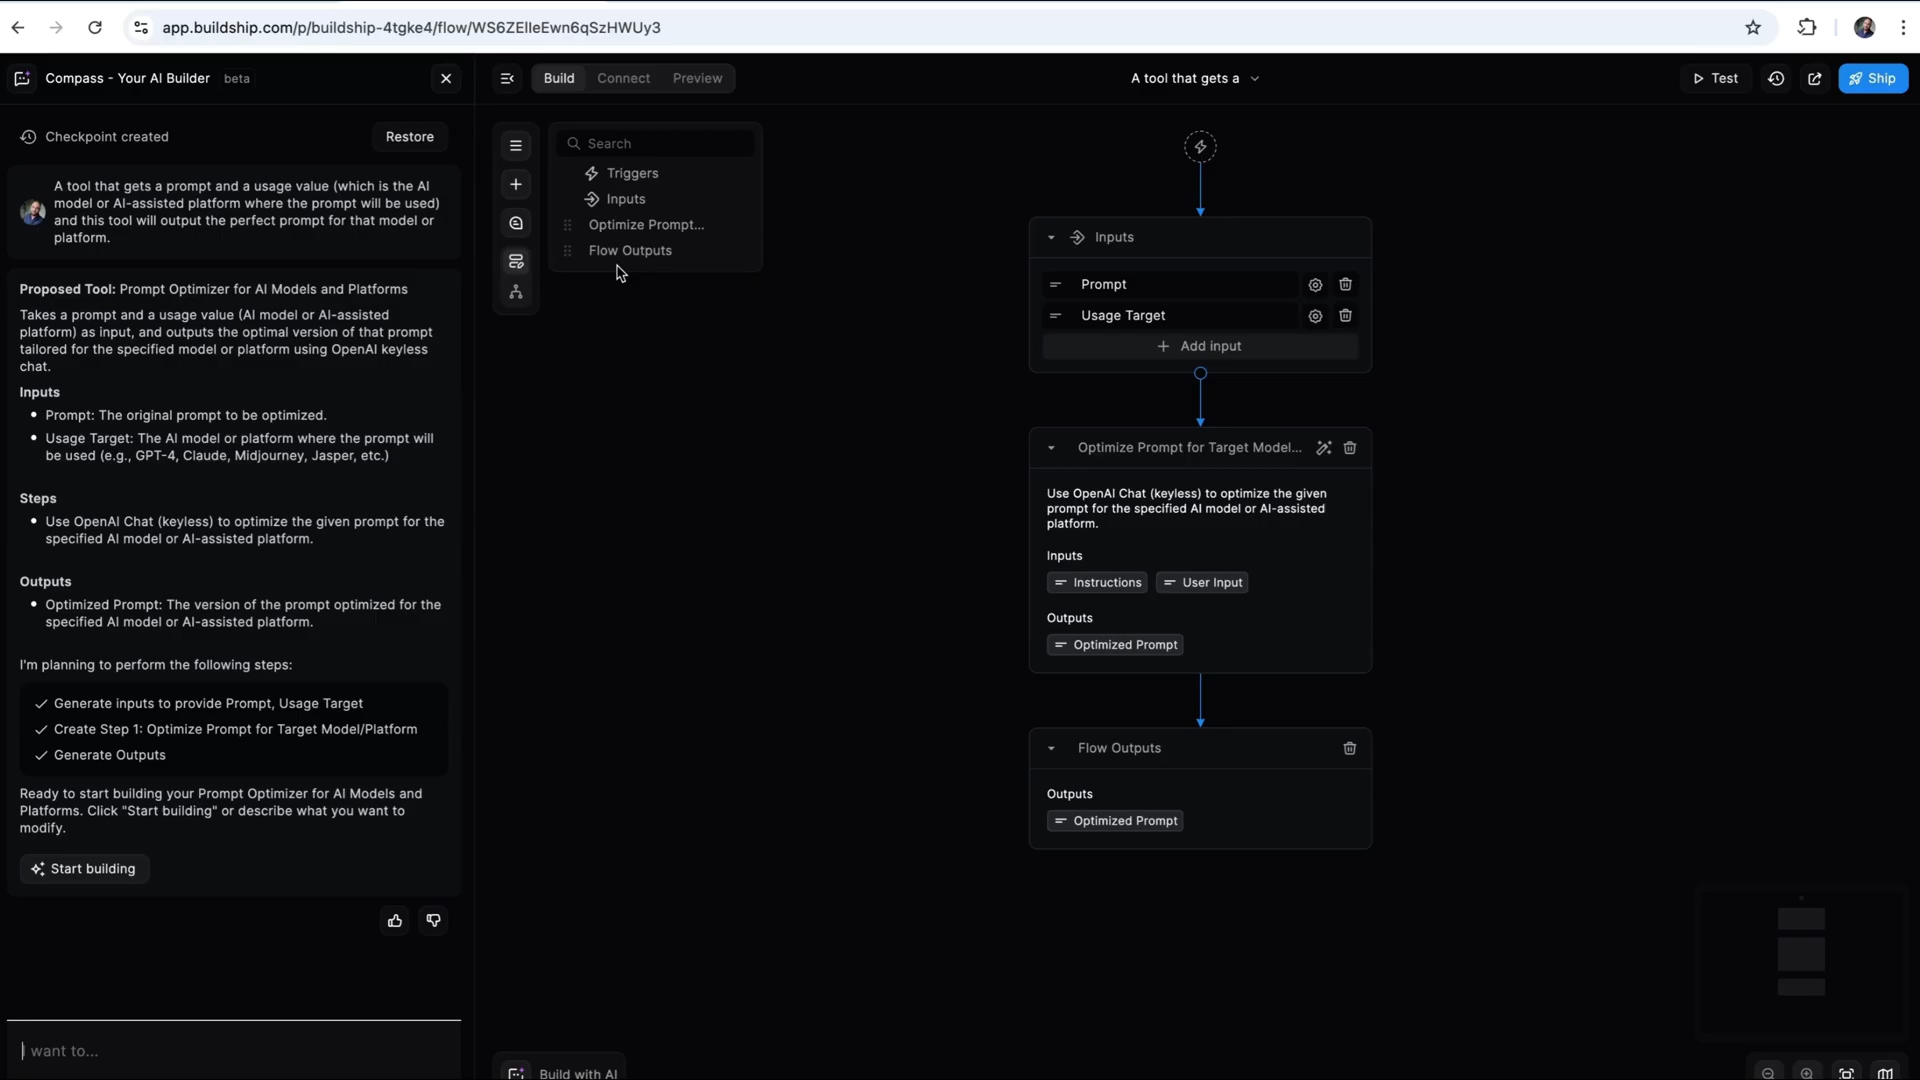 app.buildship.com/p/buildship-4tgke4/flow/WS6ZElleEwn6qSzHWUy3
Compass - Your AI Builder beta
Build Connect Preview
A tool that gets a
Test
Ship
Checkpoint created
Restore
A tool that gets a prompt and a usage value (which is the AI
model or AI-assisted platform where the prompt will be used)
and this tool will output the perfect prompt for that model or
platform.
Proposed Tool: Prompt Optimizer for AI Models and Platforms
Takes a prompt and a usage value (AI model or AI-assisted
platform) as input, and outputs the optimal version of that prompt
tailored for the specified model or platform using OpenAI keyless
chat.
Inputs
• Prompt: The original prompt to be optimized.
• Usage Target: The AI model or platform where the prompt will
be used (e.g., GPT-4, Claude, Midjourney, Jasper, etc.)
Steps
• Use OpenAI Chat (keyless) to optimize the given prompt for the
specified AI model or AI-assisted platform.
Outputs
• Optimized Prompt: The version of the prompt optimized for the
specified AI model or AI-assisted platform.
I'm planning to perform the following steps:
Generate inputs to provide Prompt, Usage Target
Create Step 1: Optimize Prompt for Target Model/Platform
Generate Outputs
Ready to start building your Prompt Optimizer for AI Models and
Platforms. Click "Start building" or describe what you want to
modify.
Start building
I want to...
Search
Triggers
Inputs
Optimize Prompt...
Flow Outputs
Inputs
Prompt
Usage Target
Add input
Optimize Prompt for Target Model...
Use OpenAI Chat (keyless) to optimize the given
prompt for the specified AI model or AI-assisted
platform.
Inputs
Instructions
User Input
Outputs
Optimized Prompt
Flow Outputs
Outputs
Optimized Prompt
Build with AI